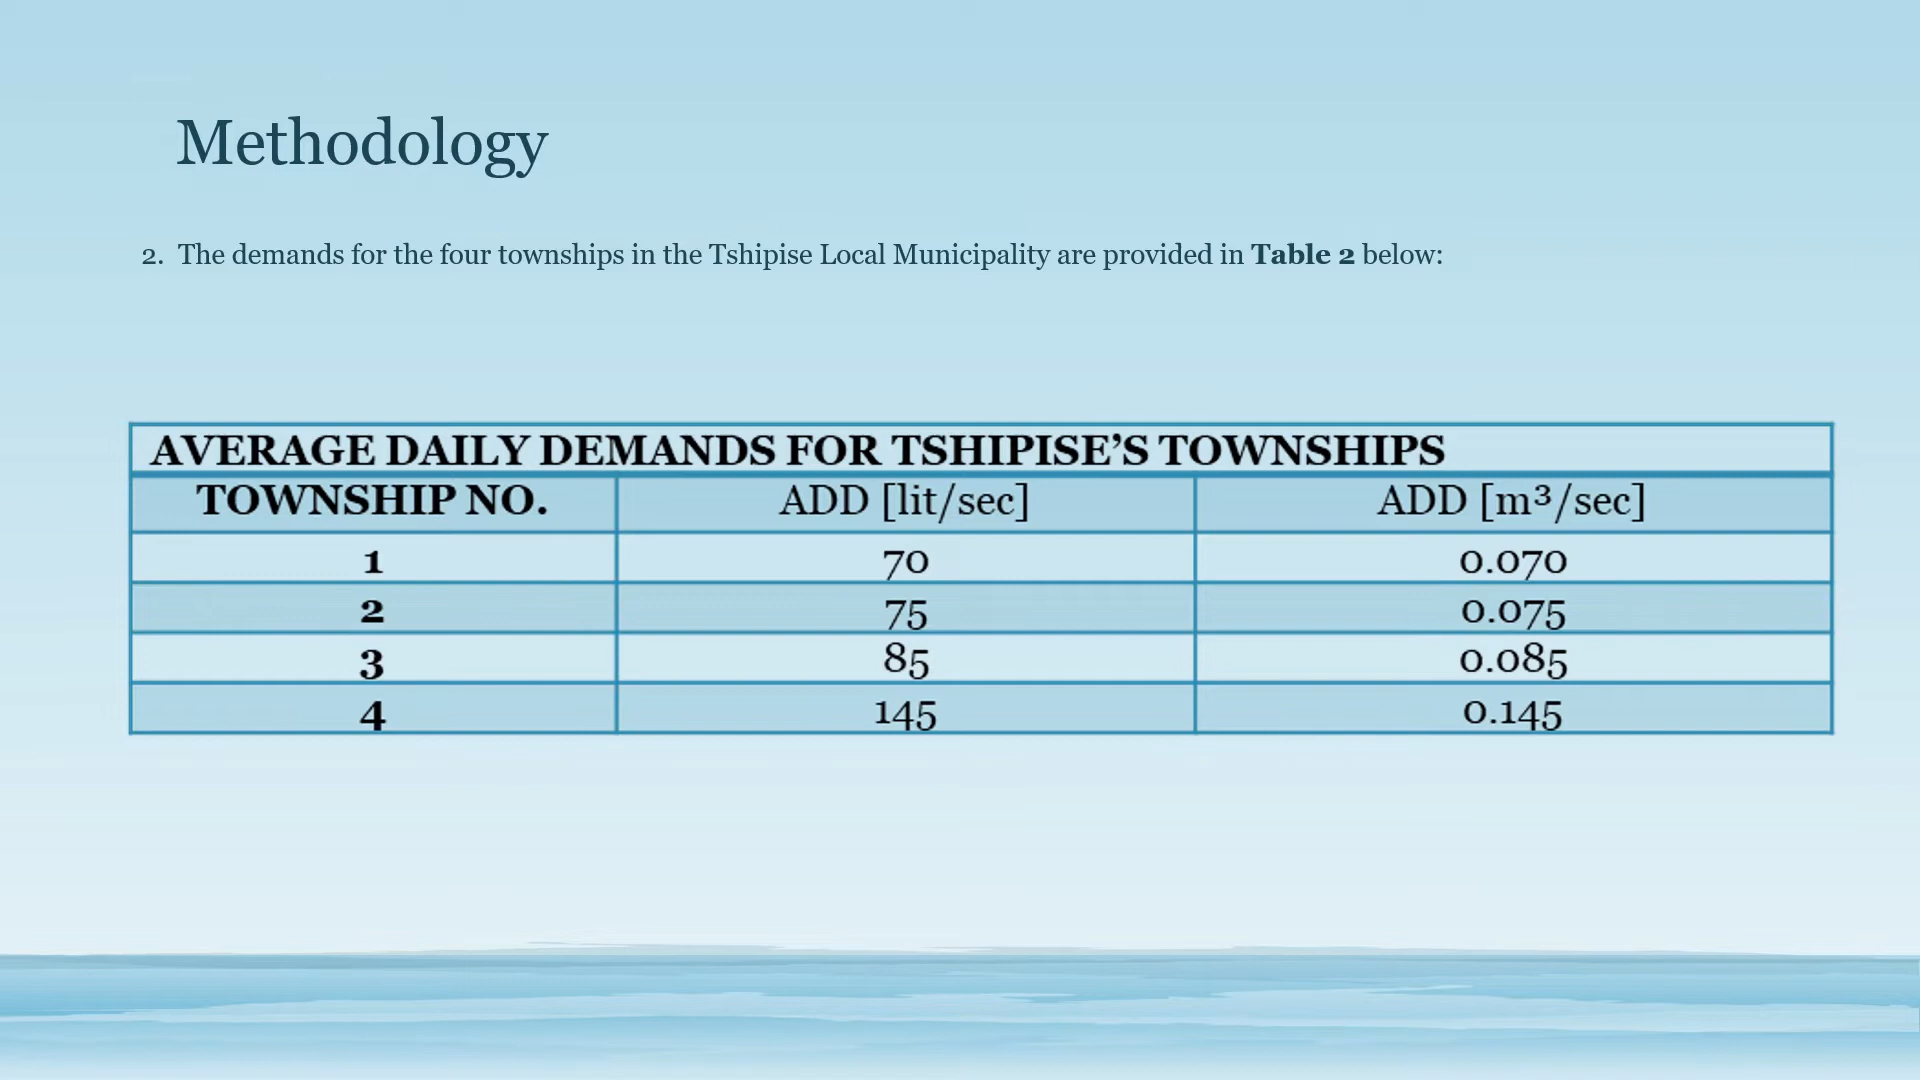 Methodology
2. The demands for the four townships in the Tshipise Local Municipality are provided in Table 2 below:
AVERAGE DAILY DEMANDS FOR TSHIPISE’S TOWNSHIPS
TOWNSHIP NO. ADD [lit/sec] ADD [m³/sec]
1 70 0.070
2 75 0.075
3 85 0.085
4 145 0.145